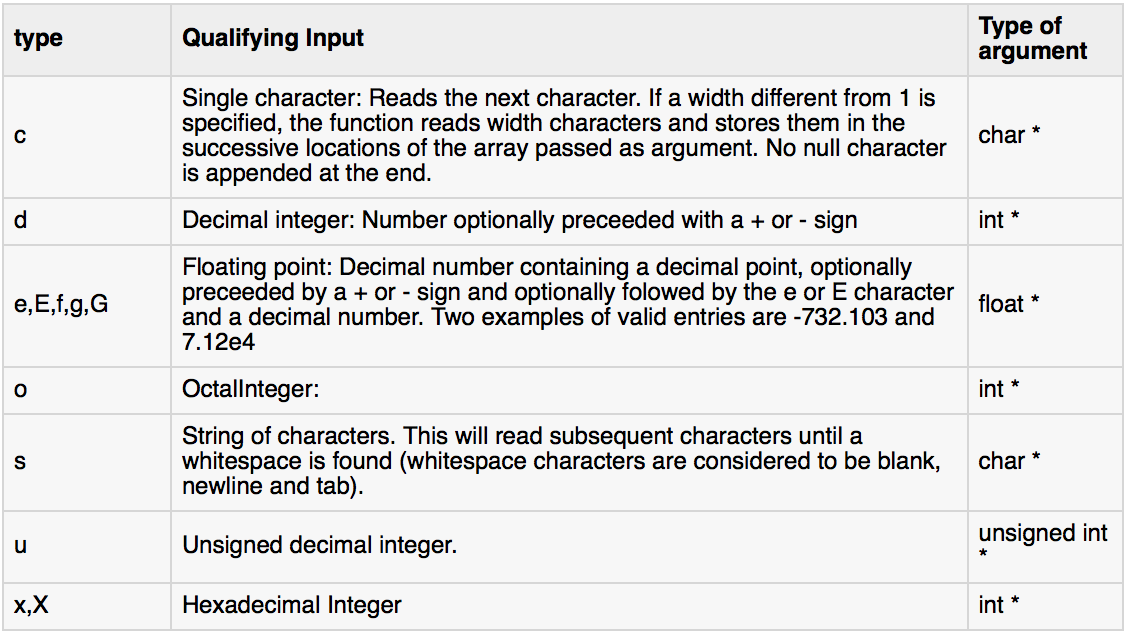 type
Qualifying Input
Type of
argument
c
Single character: Reads the next character. If a width different from 1 is
specified, the function reads width characters and stores them in the
successive locations of the array passed as argument. No null character
is appended at the end.
char *
d
Decimal integer: Number optionally preceeded with a + or - sign
int *
e,E,f,g,G
Floating point: Decimal number containing a decimal point, optionally
preceeded by a + or - sign and optionally folowed by the e or E character
and a decimal number. Two examples of valid entries are -732.103 and
7.12e4
float *
o
OctalInteger:
int *
s
String of characters. This will read subsequent characters until a
whitespace is found (whitespace characters are considered to be blank,
newline and tab).
char *
u
Unsigned decimal integer.
unsigned int
*
x,X
Hexadecimal Integer
int *